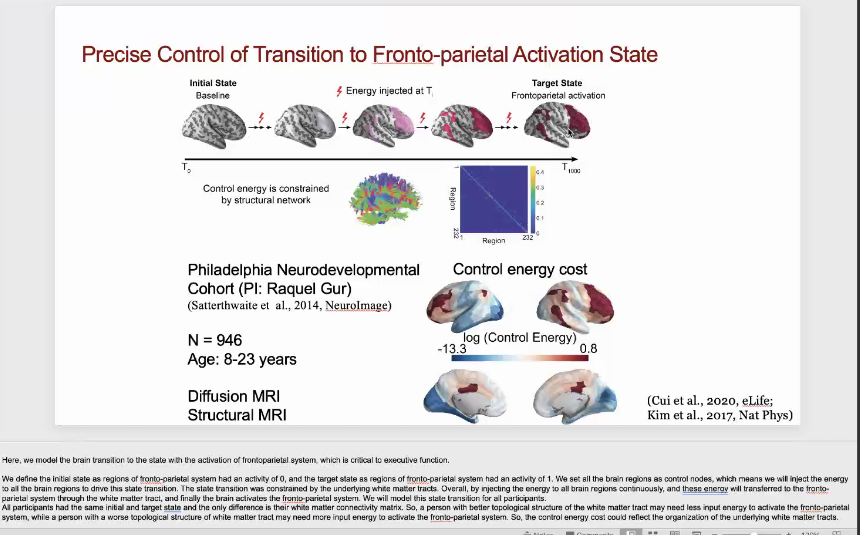 Precise Control of Transition to Fronto-parietal Activation State
Initial State
Baseline
Energy injected at T
Target State
Frontoparietal activation
T0
T1000
Control energy is constrained
by structural network
1
Region
232
1
Region
232
0.4
0.3
0.2
0.1
0
Philadelphia Neurodevelopmental
Cohort (PI: Raquel Gur)
(Satterthwaite et al., 2014, NeuroImage)
N = 946
Age: 8-23 years
Diffusion MRI
Structural MRI
Control energy cost
log (Control Energy)
-13.3
0.8
(Cui et al., 2020, eLife;
Kim et al., 2017, Nat Phys)
Here, we model the brain transition to the state with the activation of frontoparietal system, which is critical to executive function.
We define the initial state as regions of fronto-parietal system had an activity of 0, and the target state as regions of fronto-parietal system had an activity of 1. We set all the brain regions as control nodes, which means we will inject the energy
to all the brain regions to drive this state transition. The state transition was constrained by the underlying white matter tracts. Overall, by injecting the energy to all brain regions continuously, and these energy will transferred to the fronto-
parietal system through the white matter tract, and finally the brain activates the fronto-parietal system. We will model this state transition for all participants.
All participants had the same initial and target state and the only difference is their white matter connectivity matrix. So, a person with better topological structure of the white matter tract may need less input energy to activate the fronto-parietal
system, while a person with a worse topological structure of white matter tract may need more input energy to activate the fronto-parietal system. So, the control energy cost could reflect the organization of the underlying white matter tracts.